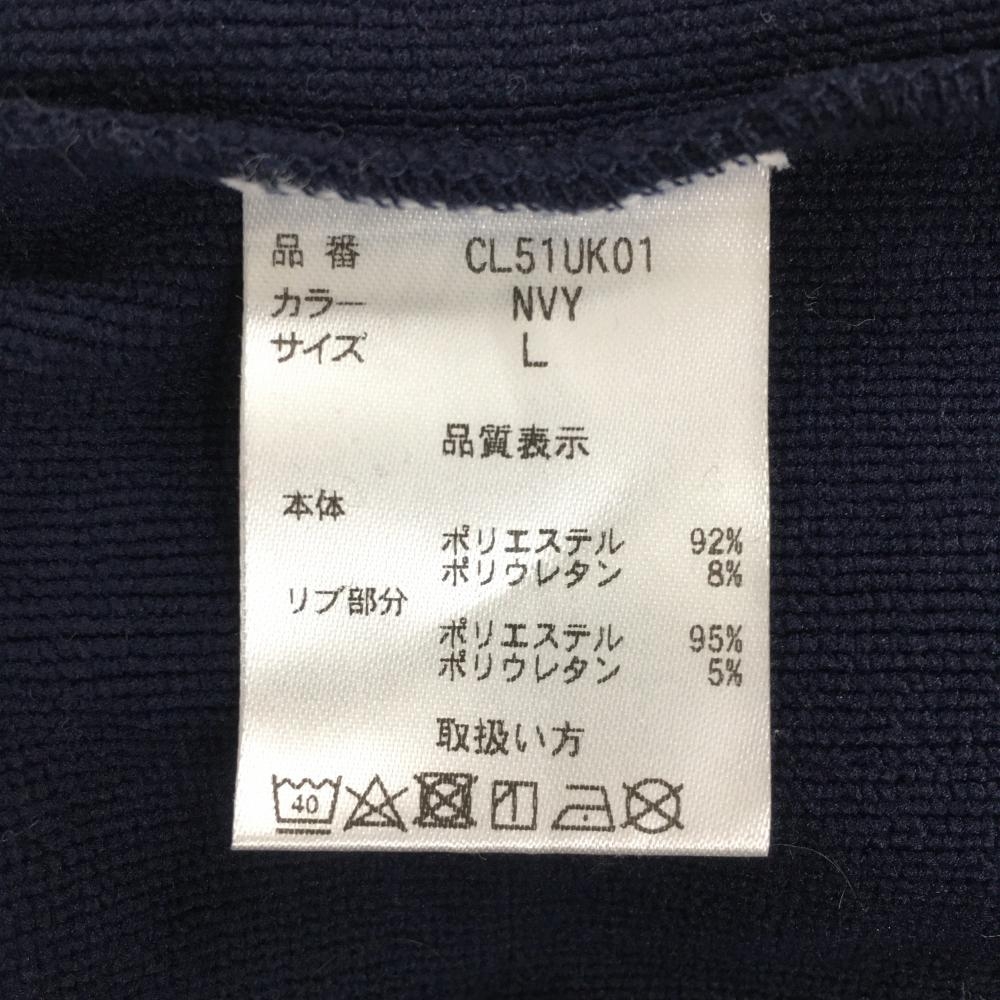 品番 CL51UK01
カラー NVY
サイズ L
品質表示
本体
ポリエステル 92%
ポリウレタン 8%
リブ部分
ポリエステル 95%
ポリウレタン 5%
取扱い方
40